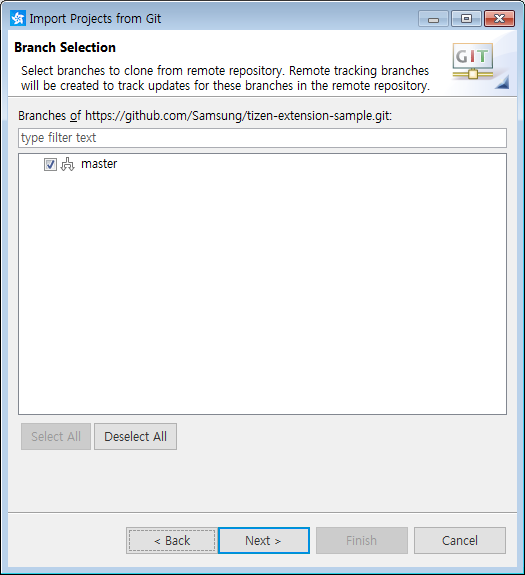 Import Projects from Git
Branch Selection
Select branches to clone from remote repository. Remote tracking branches
will be created to track updates for these branches in the remote repository.
GIT
Branches of https://github.com/Samsung/tizen-extension-sample.git:
type filter text
master
Select All
Deselect All
< Back
Next >
Finish
Cancel